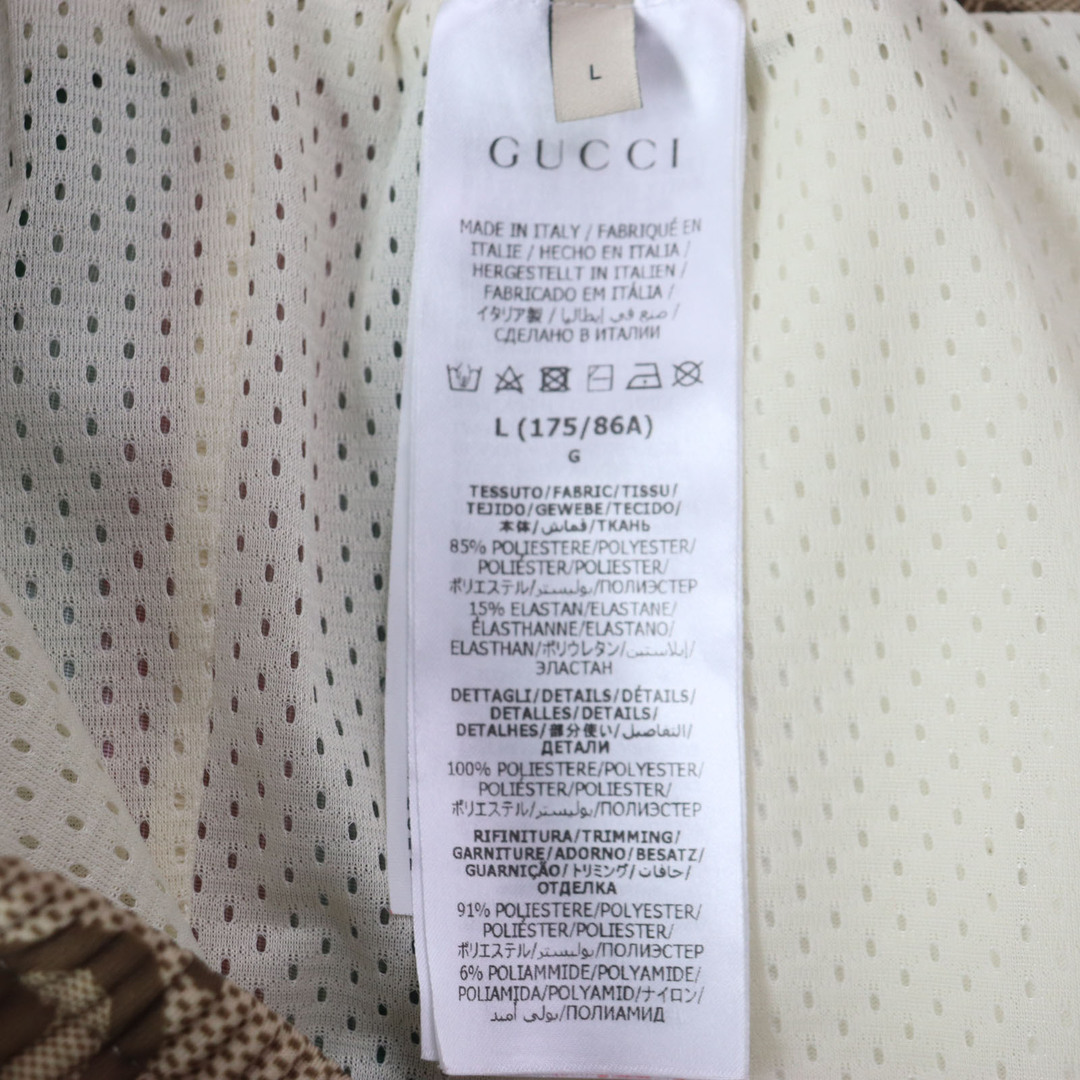 L
GUCCI
MADE IN ITALY / FABRIQUÉ EN
ITALIE / HECHO EN ITALIA /
HERGESTELLT IN ITALIEN /
FABRICADO EM ITÁLIA /
イタリア製 / صنع في إيطاليا /
СДЕЛАНО В ИТАЛИИ
L (175/86A)
G
TESSUTO/FABRIC/TISSU/
TEJIDO/GEWEBE/TECIDO/
本体/قماش/ТКАНЬ
85% POLIESTERE/POLYESTER/
POLIÉSTER/POLIESTER/
ポリエステル/بوليستر/ПОЛИЭСТЕР
15% ELASTAN/ELASTANE/
ÉLASTHANNE/ELASTANO/
ELASTHAN/ポリウレタン/إيلاستين/
ЭЛАСТАН
DETTAGLI/DETAILS/DÉTAILS/
DETALLES/DETAILS/
DETALHES/部分使い/التفاصيل/
ДЕТАЛИ
100% POLIESTERE/POLYESTER/
POLIÉSTER/POLIESTER/
ポリエステル/بوليستر/ПОЛИЭСТЕР
RIFINITURA/TRIMMING/
GARNITURE/ADORNO/BESATZ/
GUARNIÇÃO/トリミング/حافات/
ОТДЕЛКА
91% POLIESTERE/POLYESTER/
POLIÉSTER/POLIESTER/
ポリエステル/بوليستر/ПОЛИЭСТЕР
6% POLIAMMIDE/POLYAMIDE/
POLIAMIDA/POLYAMID/ナイロン/
بولي أميد/ПОЛИАМИД